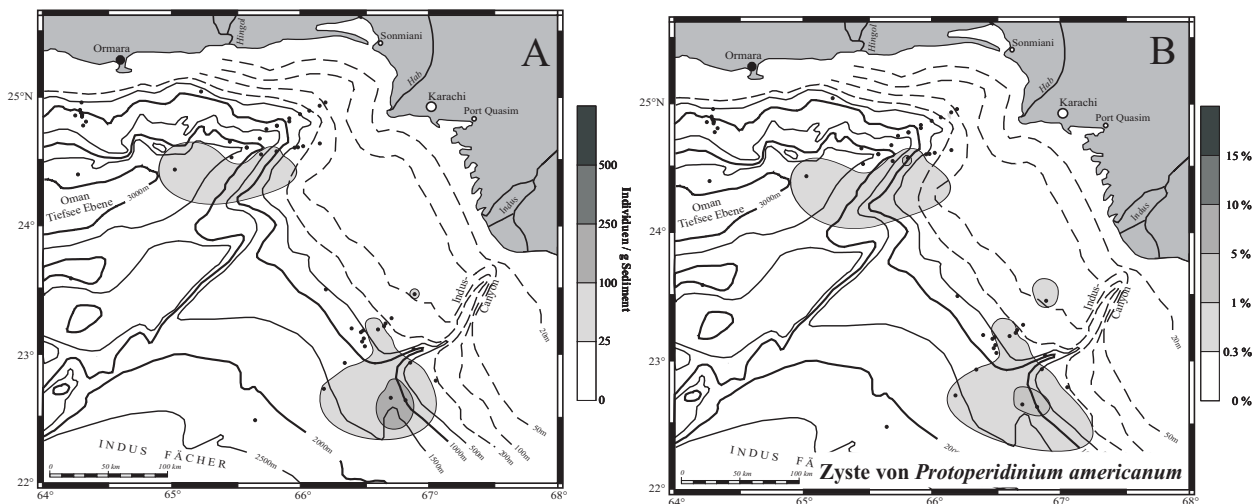 A
Ormara
Hingol
Sonmiani
Hab
Karachi
Port Quasim
Indus
Oman
Tiefsee Ebene
3000m
Indus-
Canyon
20m
50m
100m
200m
500m
1000m
1500m
2000m
2500m
INDUS FÄCHER
0 50 km 100 km
25°N
24°
23°
22°
64° 65° 66° 67° 68°
500
250
100
25
0
Individuen / g Sediment
B
Ormara
Hingol
Sonmiani
Hab
Karachi
Port Quasim
Indus
Oman
Tiefsee Ebene
3000m
Indus-
Canyon
20m
50m
INDUS FÄ
0 50 km 100 km
Zyste von Protoperidinium americanum
25°N
24°
23°
22°
64° 65° 66° 67° 68°
15 %
10 %
5 %
1 %
0.3 %
0 %